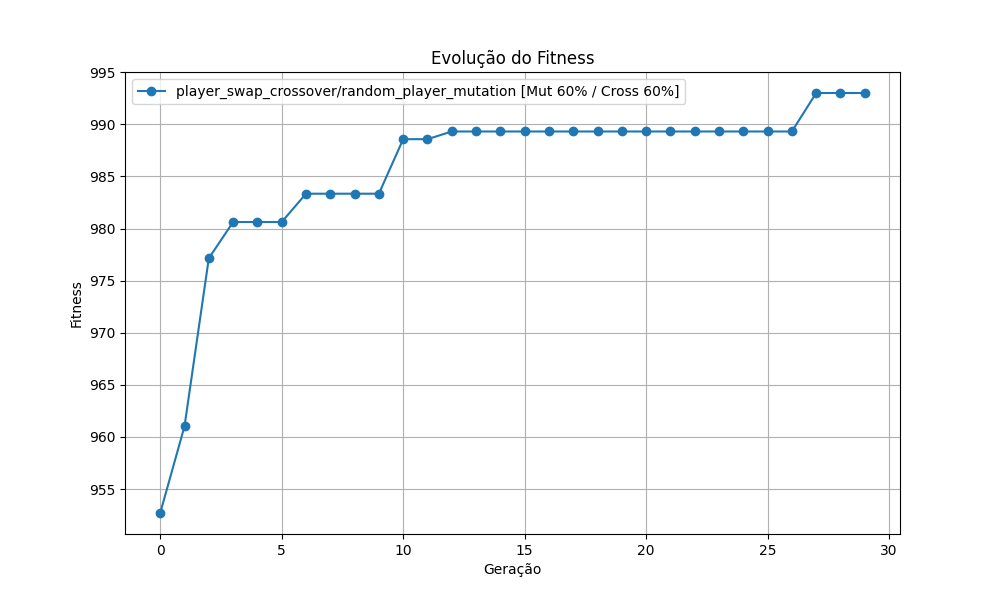 Evolução do Fitness
player_swap_crossover/random_player_mutation [Mut 60% / Cross 60%]
Fitness
995
990
985
980
975
970
965
960
955
0 5 10 15 20 25 30
Geração